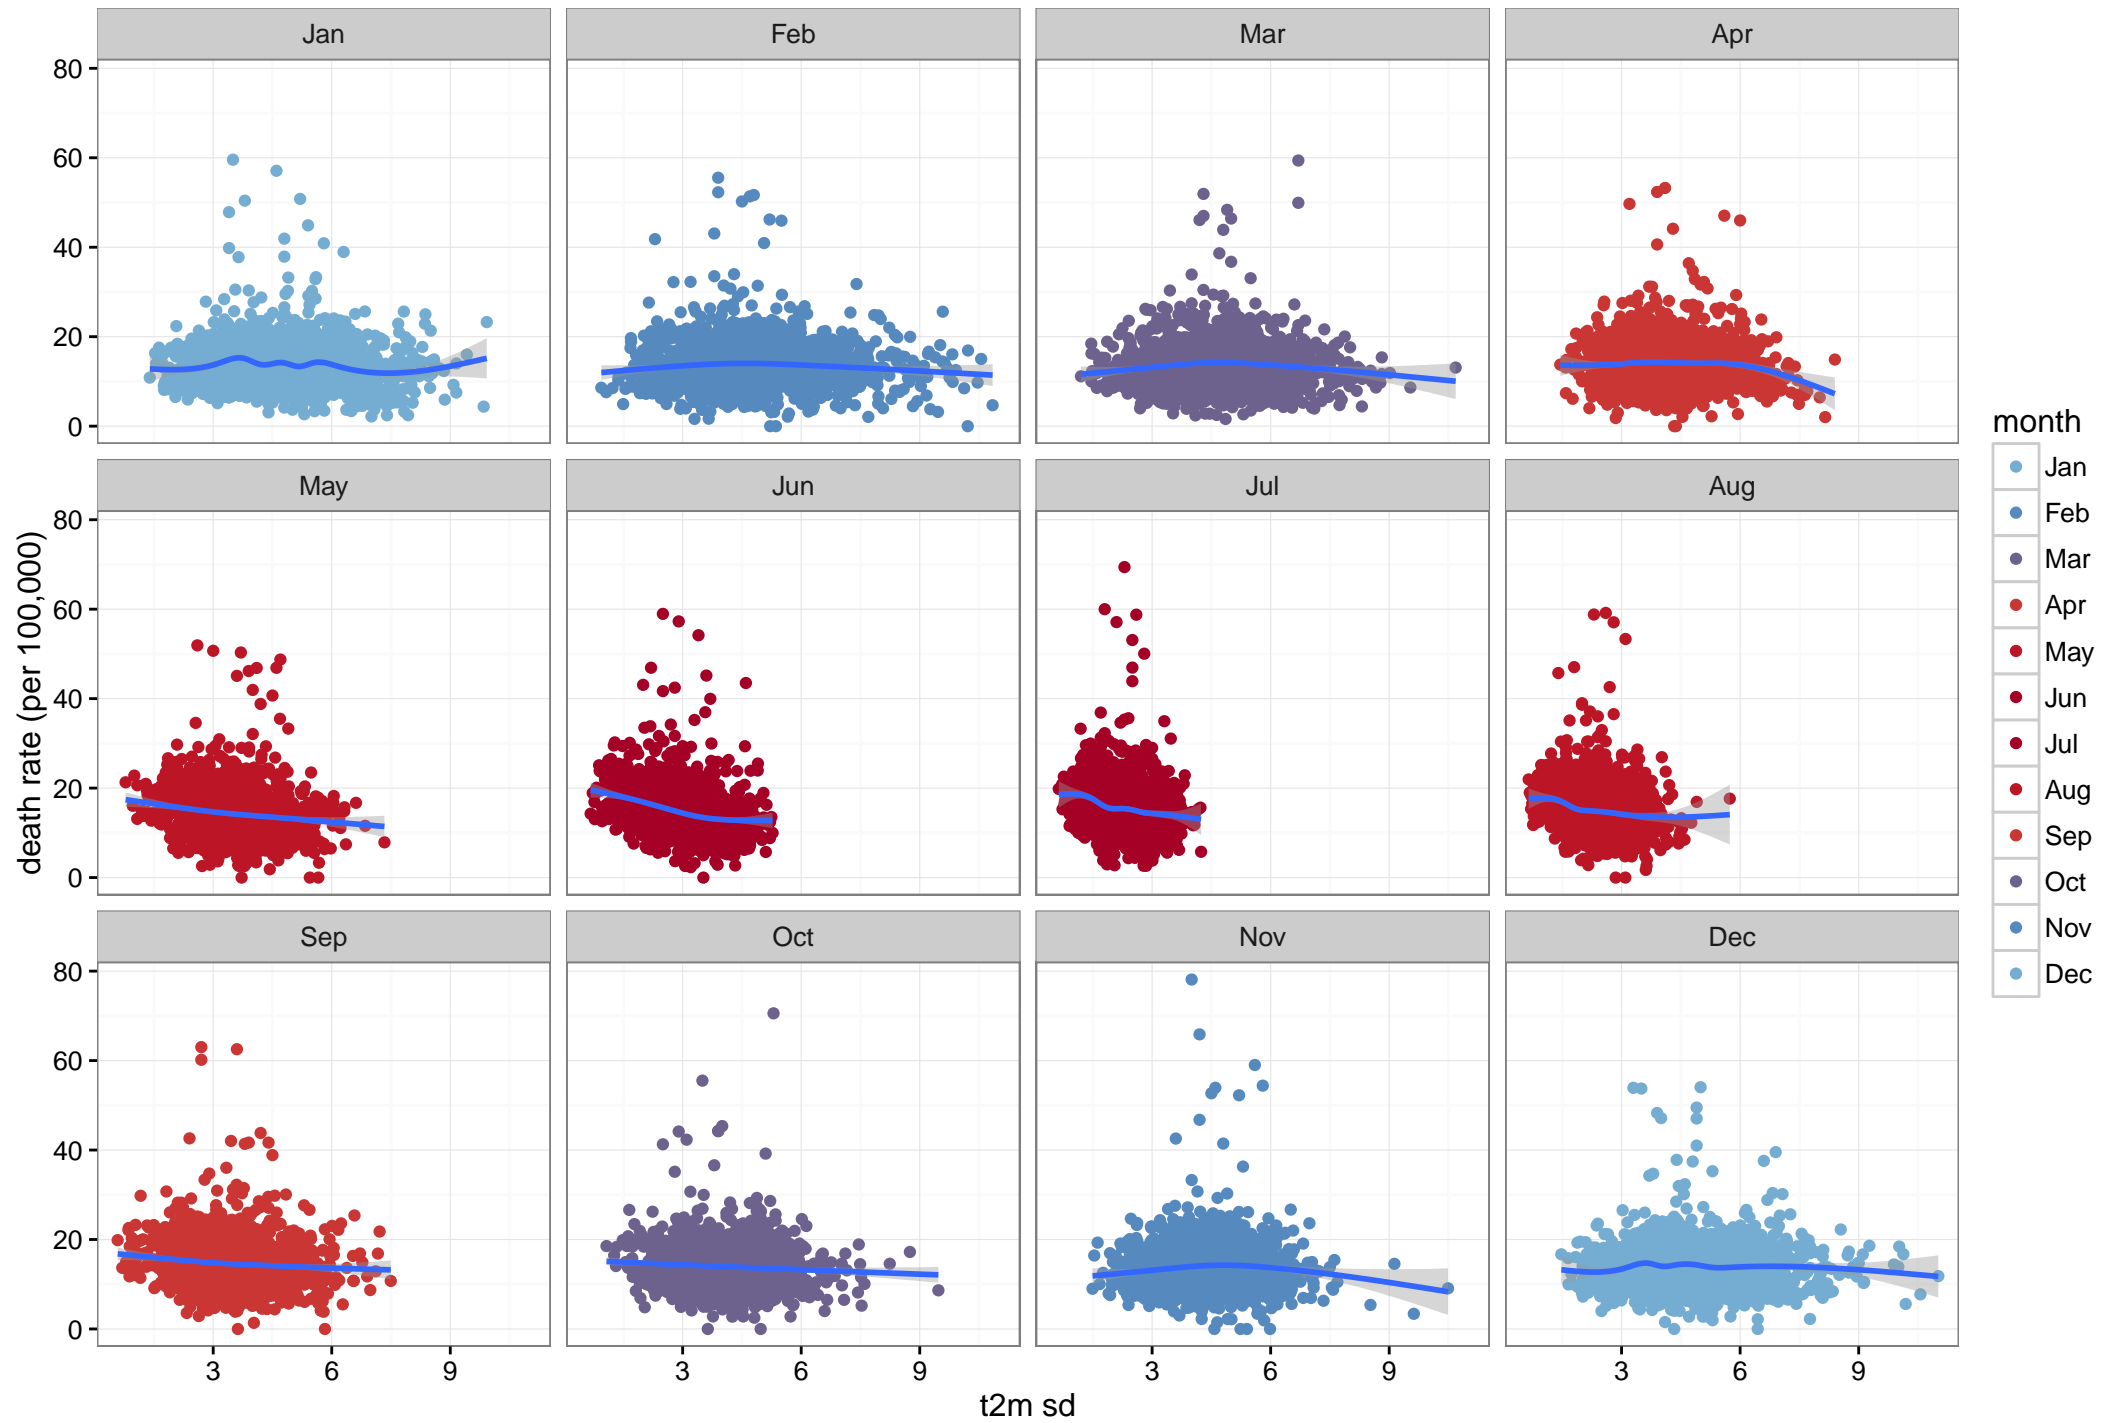 Jan Feb Mar Apr
80
60
40
20
0
May Jun Jul Aug
80
60
40
20
0
Sep Oct Nov Dec
80
60
40
20
0
3 6 9 3 6 9 3 6 9 3 6 9
t2m sd
death rate (per 100,000)
month
Jan
Feb
Mar
Apr
May
Jun
Jul
Aug
Sep
Oct
Nov
Dec